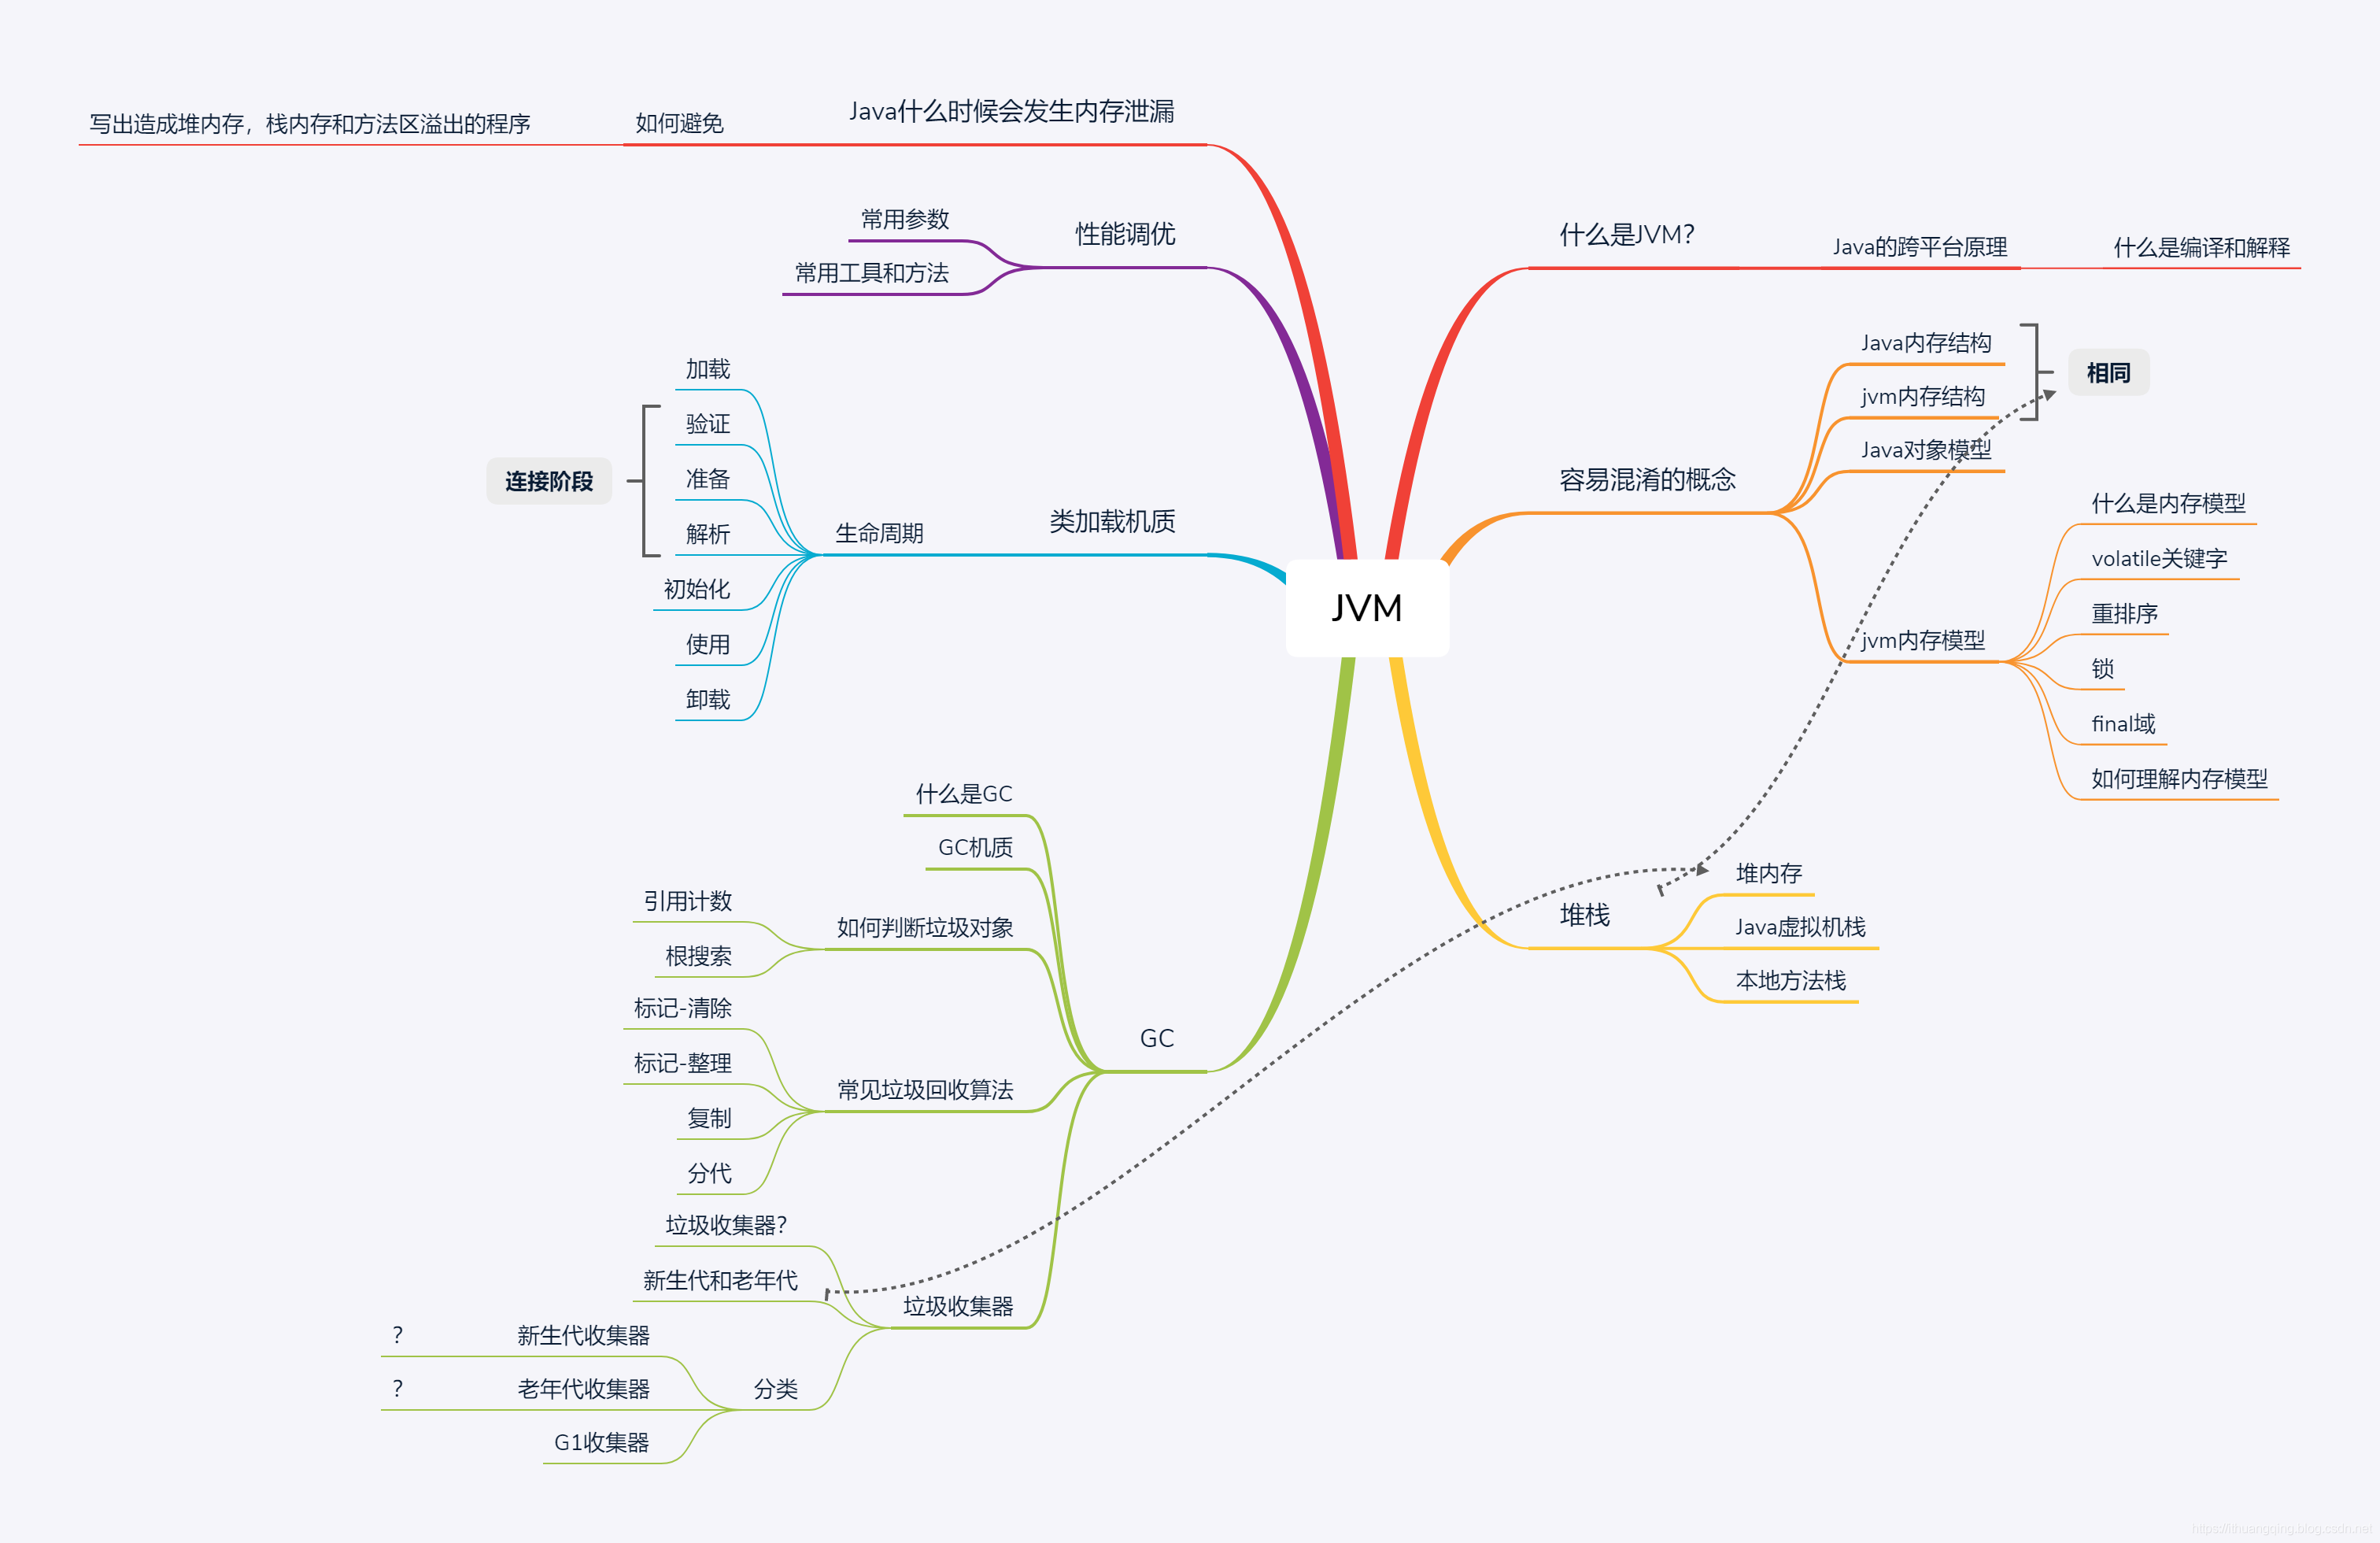 JVM
什么是JVM？
Java的跨平台原理
什么是编译和解释
容易混淆的概念
Java内存结构
jvm内存结构
相同
Java对象模型
jvm内存模型
什么是内存模型
volatile关键字
重排序
锁
final域
如何理解内存模型
堆栈
堆内存
Java虚拟机栈
本地方法栈
Java什么时候会发生内存泄漏
如何避免
写出造成堆内存，栈内存和方法区溢出的程序
性能调优
常用参数
常用工具和方法
类加载机质
生命周期
加载
验证
准备
解析
连接阶段
初始化
使用
卸载
GC
什么是GC
GC机质
如何判断垃圾对象
引用计数
根搜索
常见垃圾回收算法
标记-清除
标记-整理
复制
分代
垃圾收集器
垃圾收集器？
新生代和老年代
分类
新生代收集器
？
老年代收集器
？
G1收集器
https://ithuangqing.blog.csdn.net